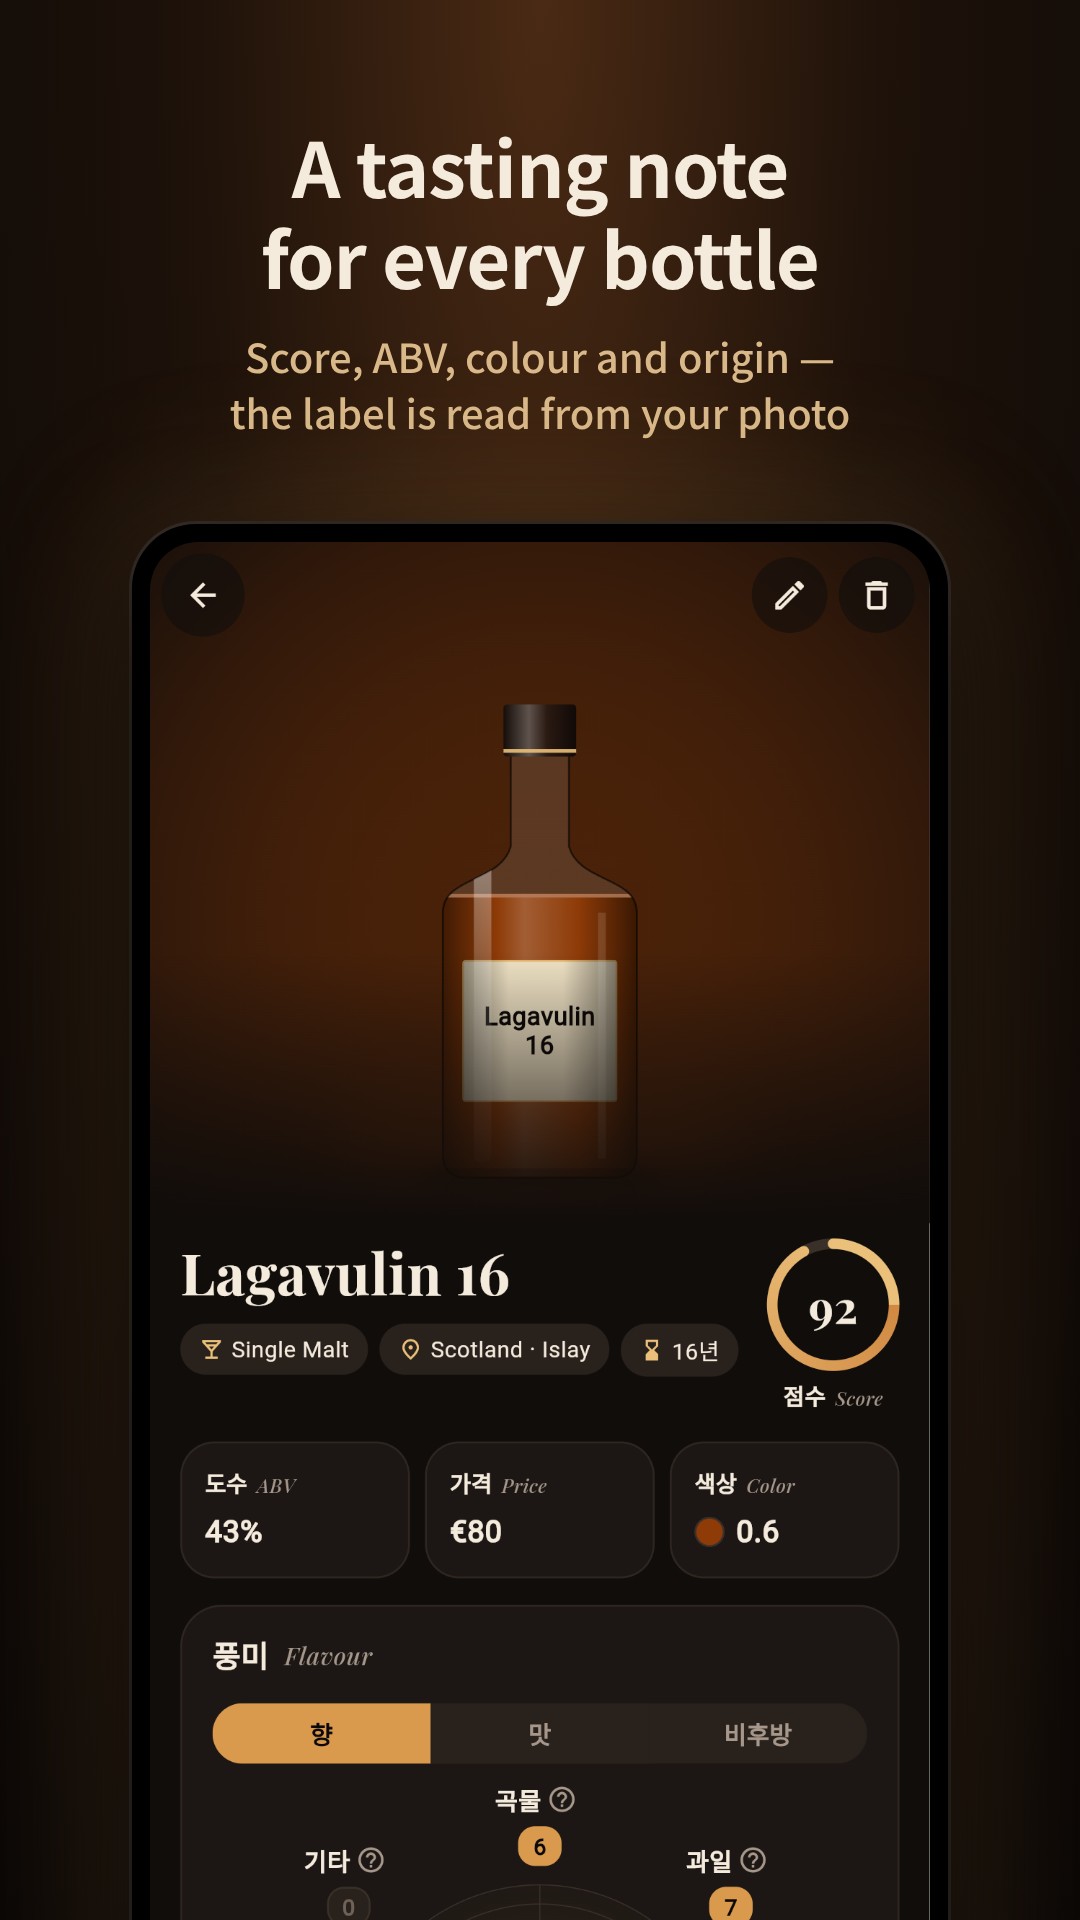 A tasting note
for every bottle
Score, ABV, colour and origin —
the label is read from your photo
Lagavulin
16
Lagavulin 16
92
Single Malt
Scotland · Islay
16년
점수 Score
도수 ABV
가격 Price
색상 Color
43%
€80
0.6
풍미 Flavour
향
맛
비후방
곡물
6
기타
과일
0
7